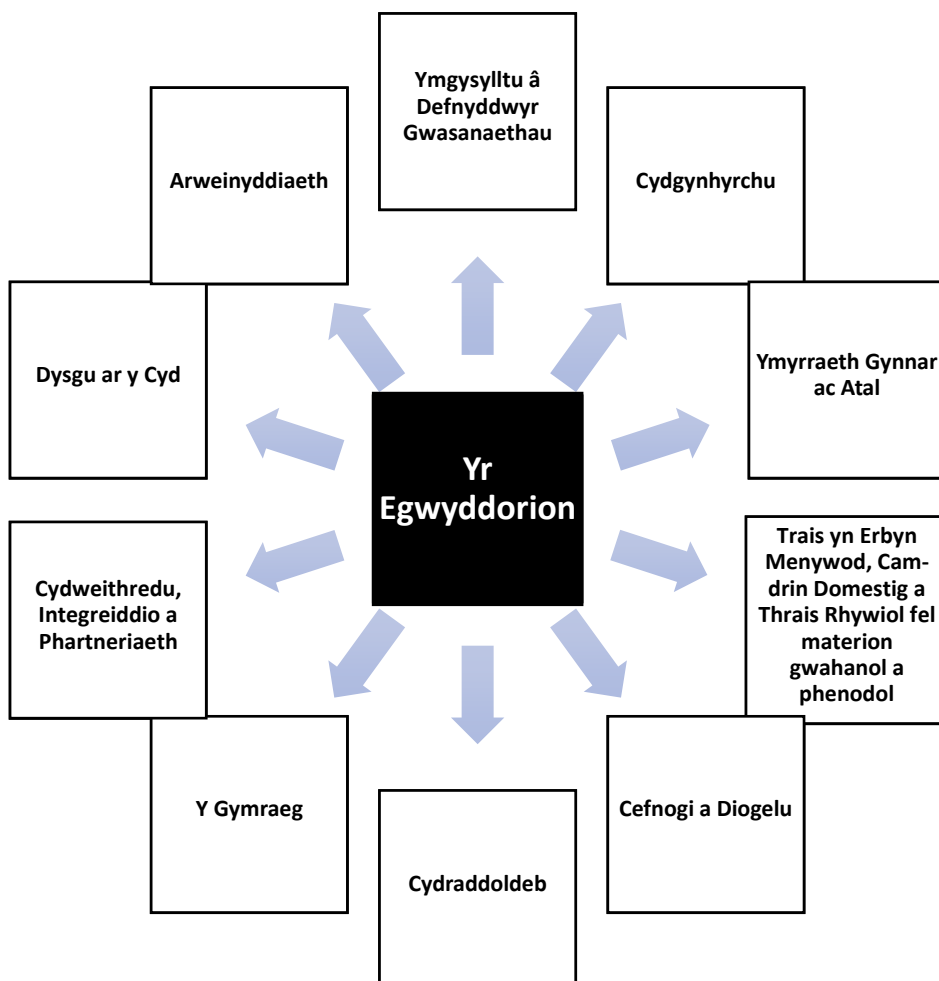 Ymgysylltu â
Defnyddwyr
Gwasanaethau
Cydgynhyrchu
Ymyrraeth Gynnar
ac Atal
Trais yn Erbyn
Menywod, Cam-
drin Domestig a
Thrais Rhywiol fel
materion
gwahanol a
phenodol
Cefnogi a Diogelu
Cydraddoldeb
Y Gymraeg
Cydweithredu,
Integreiddio a
Phartneriaeth
Dysgu ar y Cyd
Arweinyddiaeth
Yr
Egwyddorion